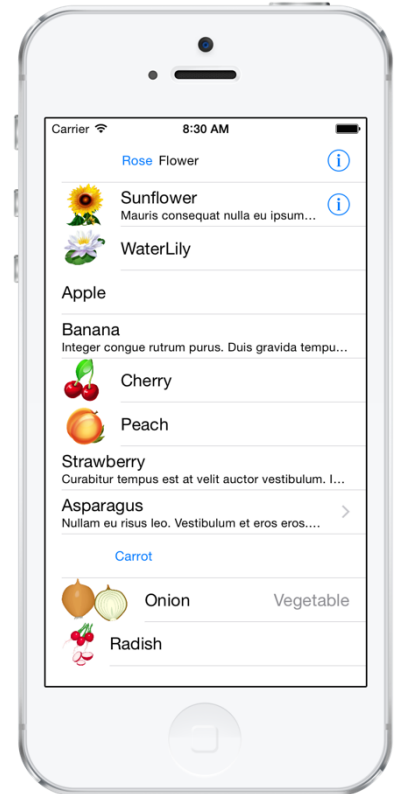 Carrier 8:30 AM
Rose Flower
Sunflower
Mauris consequat nulla eu ipsum...
WaterLily
Apple
Banana
Integer congue rutrum purus. Duis gravida tempu...
Cherry
Peach
Strawberry
Curabitur tempus est at velit auctor vestibulum. I...
Asparagus
Nullam eu risus leo. Vestibulum et eros eros....
Carrot
Onion Vegetable
Radish